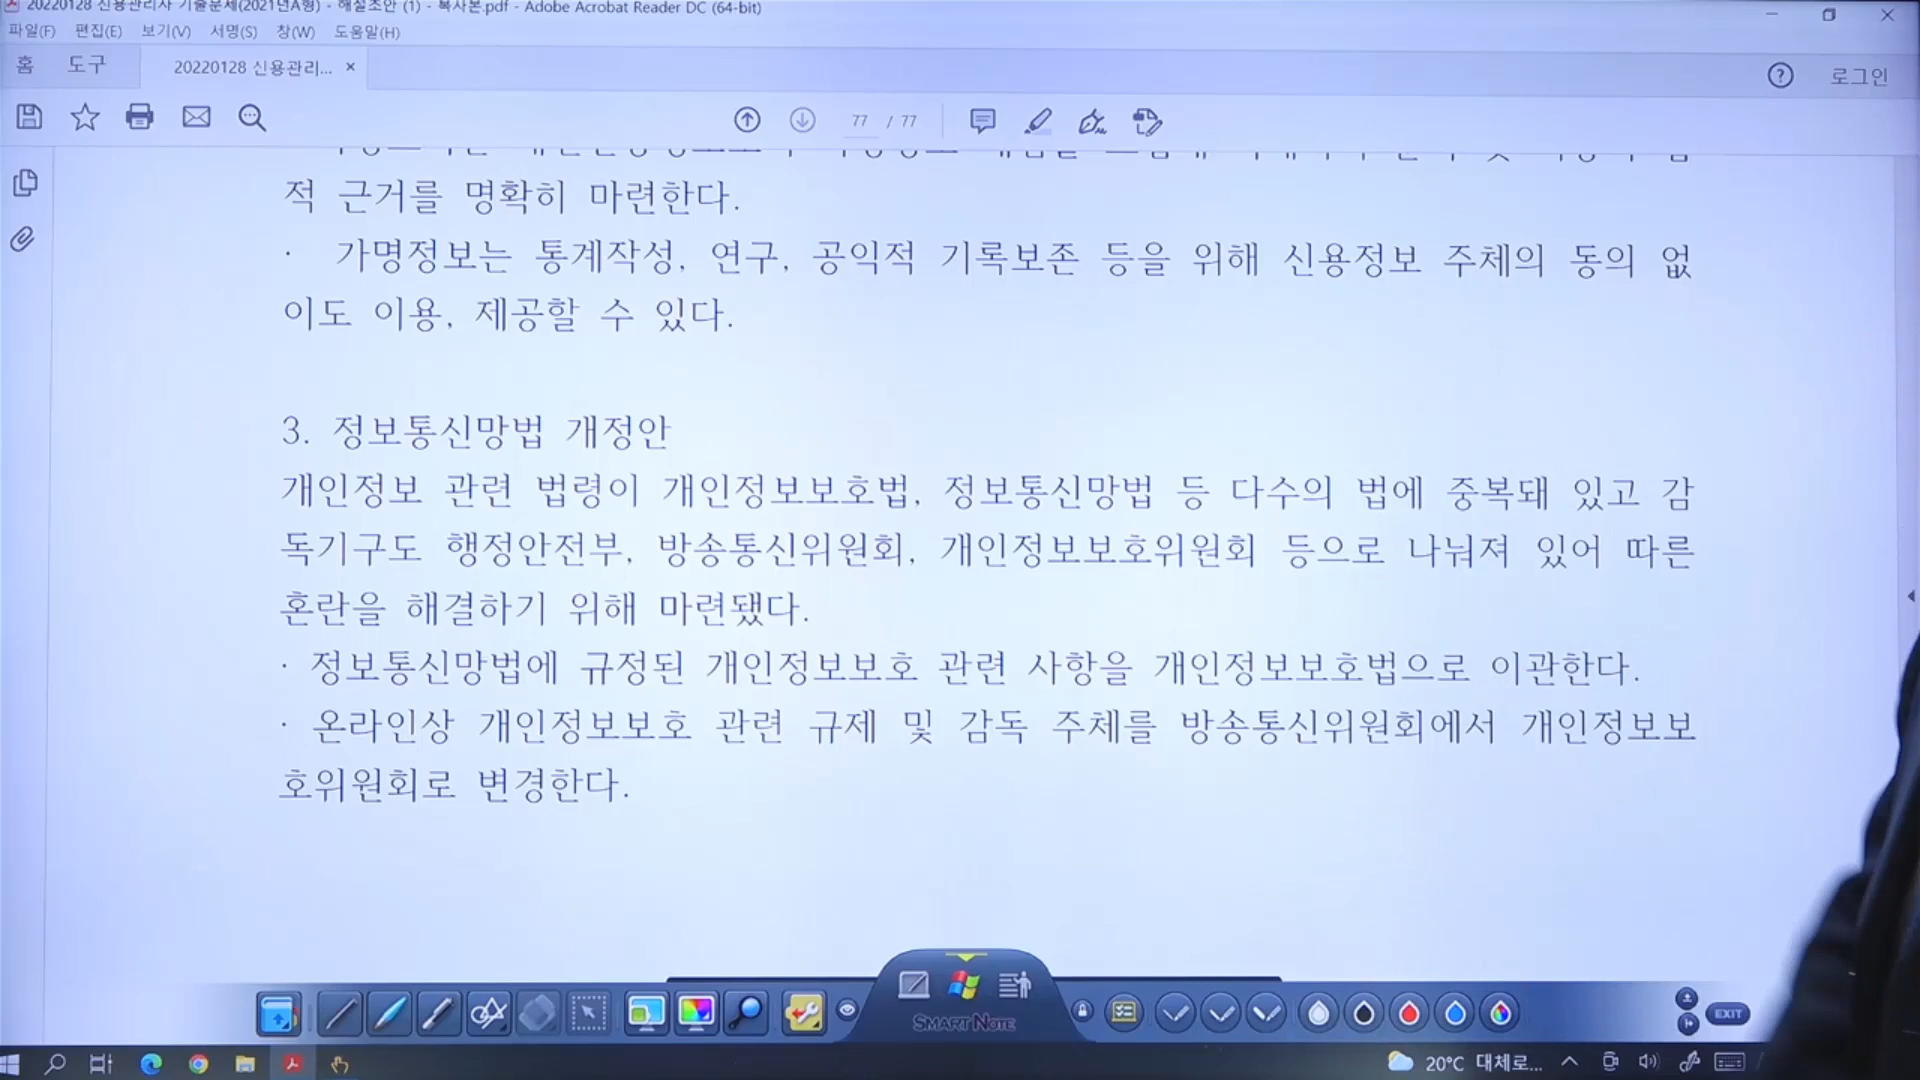 20220128 신용관리사 기출문제(2021년A형) - 해설초안 (1) - 복사본.pdf - Adobe Acrobat Reader DC (64-bit)
파일(F) 편집(E) 보기(V) 서명(S) 창(W) 도움말(H)
홈 도구 20220128 신용관리... × ? 로그인
77 / 77
적 근거를 명확히 마련한다.
· 가명정보는 통계작성, 연구, 공익적 기록보존 등을 위해 신용정보 주체의 동의 없
이도 이용, 제공할 수 있다.
3. 정보통신망법 개정안
개인정보 관련 법령이 개인정보보호법, 정보통신망법 등 다수의 법에 중복돼 있고 감
독기구도 행정안전부, 방송통신위원회, 개인정보보호위원회 등으로 나눠져 있어 따른
혼란을 해결하기 위해 마련됐다.
· 정보통신망법에 규정된 개인정보보호 관련 사항을 개인정보보호법으로 이관한다.
· 온라인상 개인정보보호 관련 규제 및 감독 주체를 방송통신위원회에서 개인정보보
호위원회로 변경한다.
SMARTNOTE
EXIT
20°C 대체로...